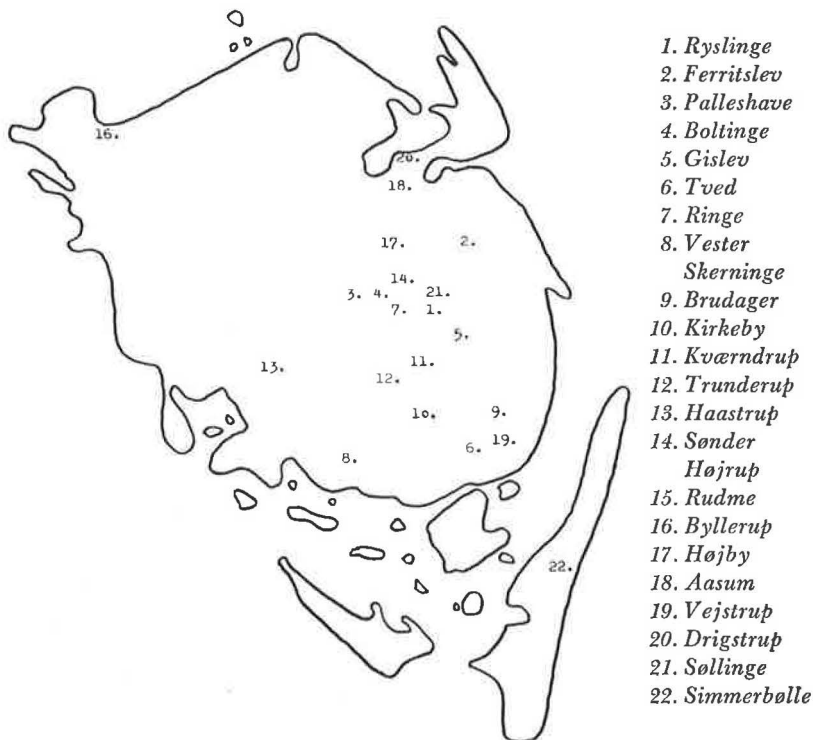 1. Ryslinge
2. Ferritslev
3. Palleshave
4. Boltinge
5. Gislev
6. Tved
7. Ringe
8. Vester
Skerninge
9. Brudager
10. Kirkeby
11. Kværndrup
12. Trunderup
13. Haastrup
14. Sønder
Højrup
15. Rudme
16. Byllerup
17. Højby
18. Aasum
19. Vejstrup
20. Drigstrup
21. Søllinge
22. Simmerbølle
16.
20.
18.
17. 2.
14.
3. 4. 21.
7. 1.
5.
11.
13. 12.
10. 9.
19.
6.
8.
22.